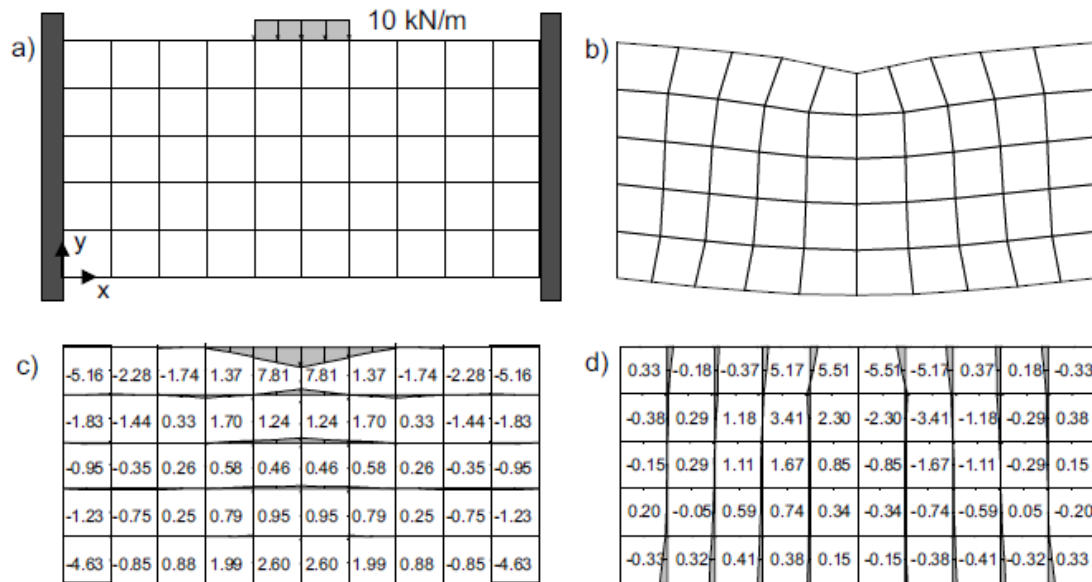 10 kN/m
a)
b)
y
x
c)
d)
-5.16 -2.28 -1.74 1.37 7.81 7.81 1.37 -1.74 -2.28 -5.16
-1.83 -1.44 0.33 1.70 1.24 1.24 1.70 0.33 -1.44 -1.83
-0.95 -0.35 0.26 0.58 0.46 0.46 0.58 0.26 -0.35 -0.95
-1.23 -0.75 0.25 0.79 0.95 0.95 0.79 0.25 -0.75 -1.23
-4.63 -0.85 0.88 1.99 2.60 2.60 1.99 0.88 -0.85 -4.63
0.33 -0.18 -0.37 5.17 5.51 -5.51 -5.17 0.37 0.18 -0.33
-0.38 0.29 1.18 3.41 2.30 -2.30 -3.41 -1.18 -0.29 0.38
-0.15 0.29 1.11 1.67 0.85 -0.85 -1.67 -1.11 -0.29 0.15
0.20 -0.05 0.59 0.74 0.34 -0.34 -0.74 -0.59 0.05 -0.20
-0.33 0.32 0.41 0.38 0.15 -0.15 -0.38 -0.41 -0.32 0.33